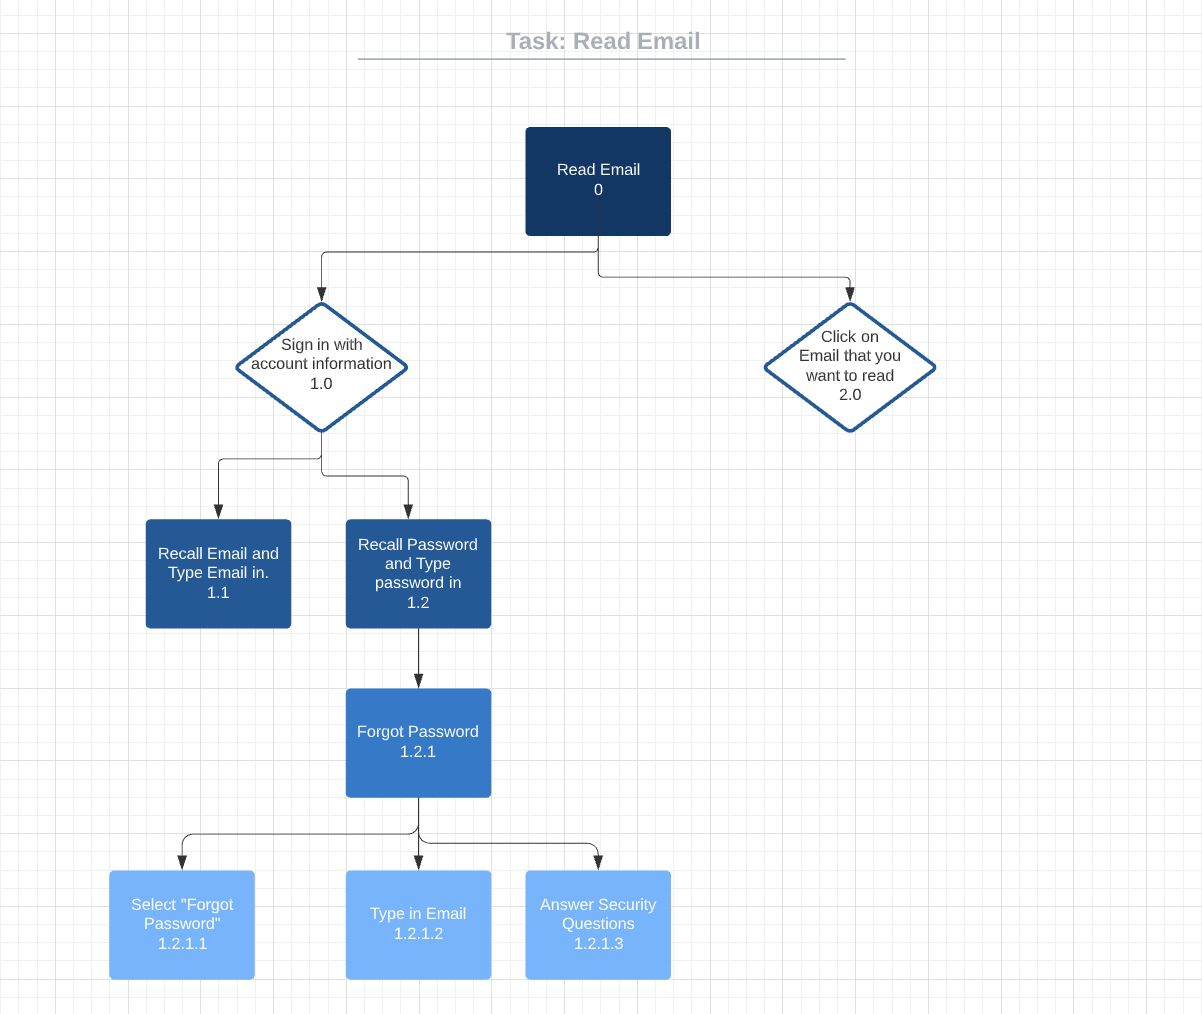 Task: Read Email
Read Email
0
Sign in with
account information
1.0
Click on
Email that you
want to read
2.0
Recall Email and
Type Email in.
1.1
Recall Password
and Type
password in
1.2
Forgot Password
1.2.1
Select "Forgot
Password"
1.2.1.1
Type in Email
1.2.1.2
Answer Security
Questions
1.2.1.3